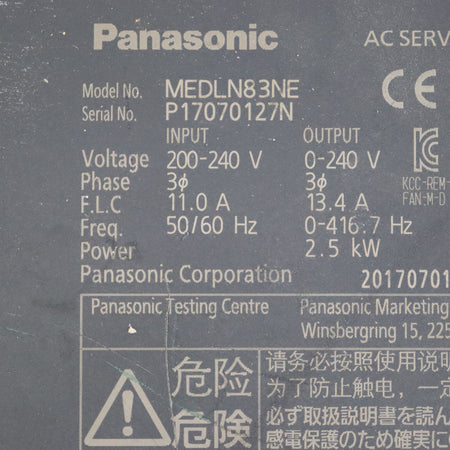 Panasonic
AC SERV
Model No. MEDLN83NE
Serial No. P17070127N
CE
INPUT OUTPUT
Voltage 200-240 V 0-240 V
Phase 3φ 3φ
F.L.C 11.0 A 13.4 A
Freq. 50/60 Hz 0-416.7 Hz
Power 2.5 kW
KCC-REM-
FAN-M-D
Panasonic Corporation 20170701
Panasonic Testing Centre Panasonic Marketing
Winsbergring 15, 225
危险 请务必按照使用说明
为了防止触电，一定
危険 必ず取扱説明書を読ん
感電保護のため確実に